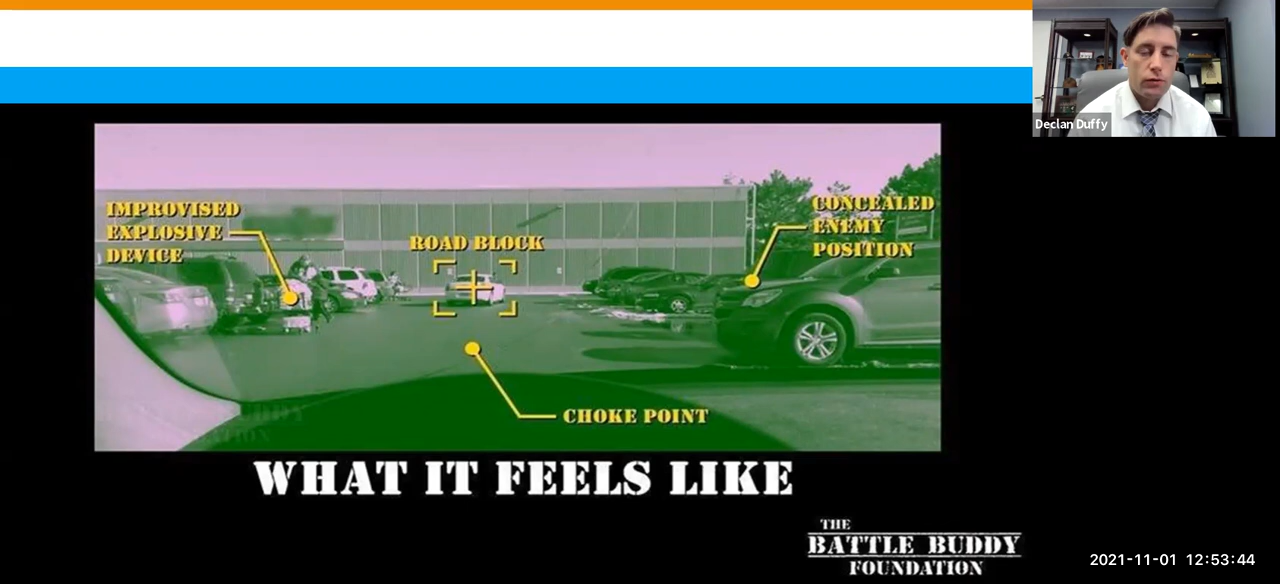 Declan Duffy
IMPROVISED
EXPLOSIVE
DEVICE
ROAD BLOCK
CONCEALED
ENEMY
POSITION
CHOKE POINT
WHAT IT FEELS LIKE
THE
BATTLE BUDDY
FOUNDATION
2021-11-01 12:53:44